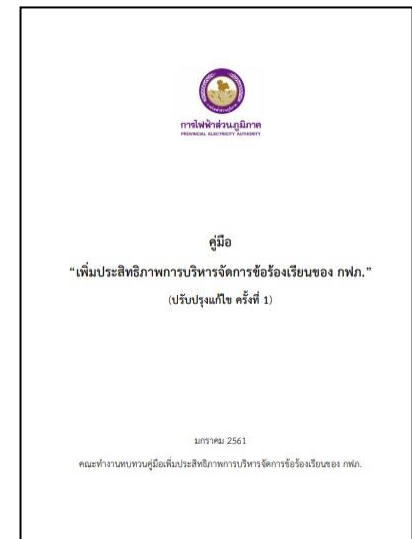 การไฟฟ้าส่วนภูมิภาค
PROVINCIAL ELECTRICITY AUTHORITY
คู่มือ
“เพิ่มประสิทธิภาพการบริหารจัดการข้อร้องเรียนของ กฟภ.”
(ปรับปรุงแก้ไข ครั้งที่ 1)
มกราคม 2561
คณะทำงานทบทวนคู่มือเพิ่มประสิทธิภาพการบริหารจัดการข้อร้องเรียนของ กฟภ.